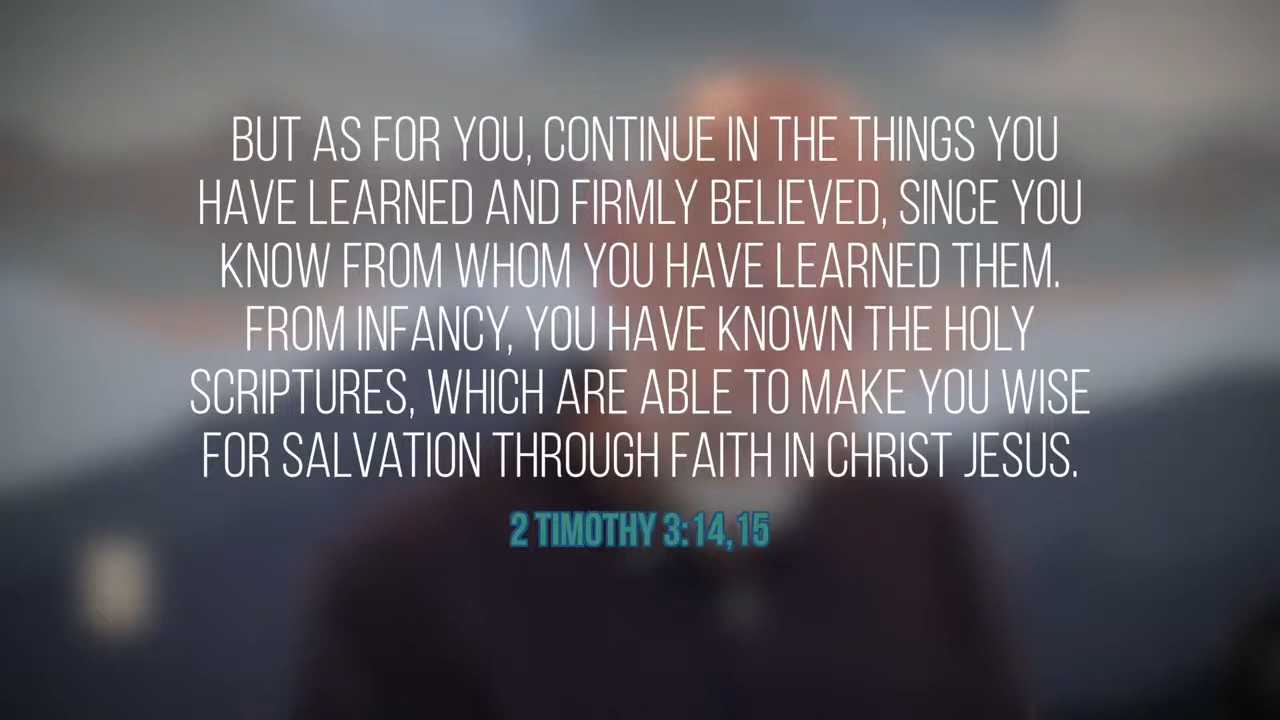 BUT AS FOR YOU, CONTINUE IN THE THINGS YOU
HAVE LEARNED AND FIRMLY BELIEVED, SINCE YOU
KNOW FROM WHOM YOU HAVE LEARNED THEM.
FROM INFANCY, YOU HAVE KNOWN THE HOLY
SCRIPTURES, WHICH ARE ABLE TO MAKE YOU WISE
FOR SALVATION THROUGH FAITH IN CHRIST JESUS.
2 TIMOTHY 3:14,15